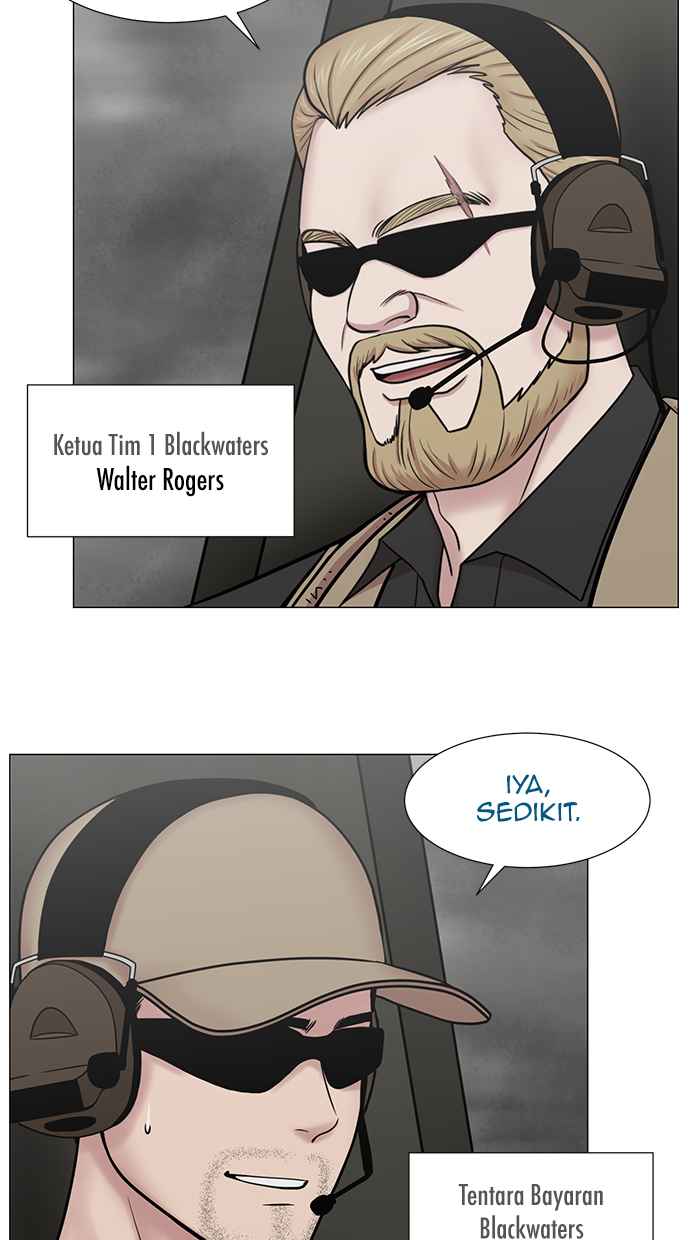 Ketua Tim 1 Blackwaters
Walter Rogers
IYA,
SEDIKIT.
Tentara Bayaran
Blackwaters